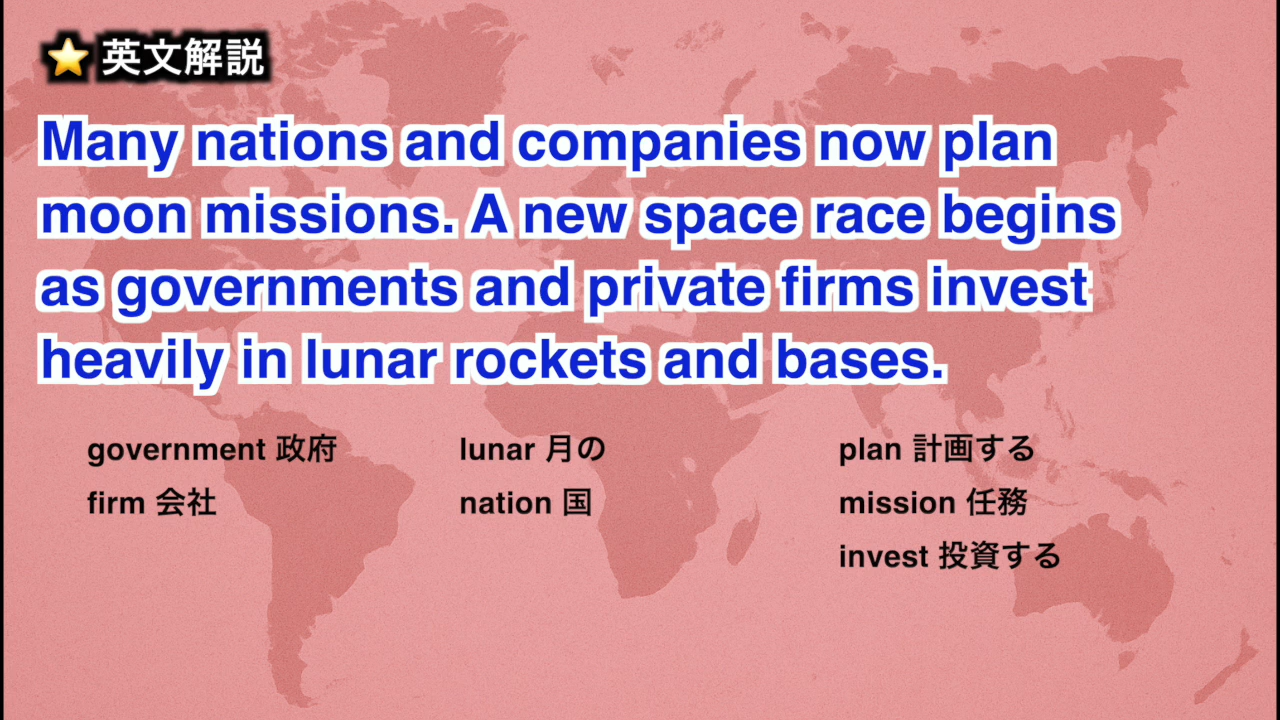 ⭐ 英文解説
Many nations and companies now plan
moon missions. A new space race begins
as governments and private firms invest
heavily in lunar rockets and bases.
government 政府
firm 会社
lunar 月の
nation 国
plan 計画する
mission 任務
invest 投資する